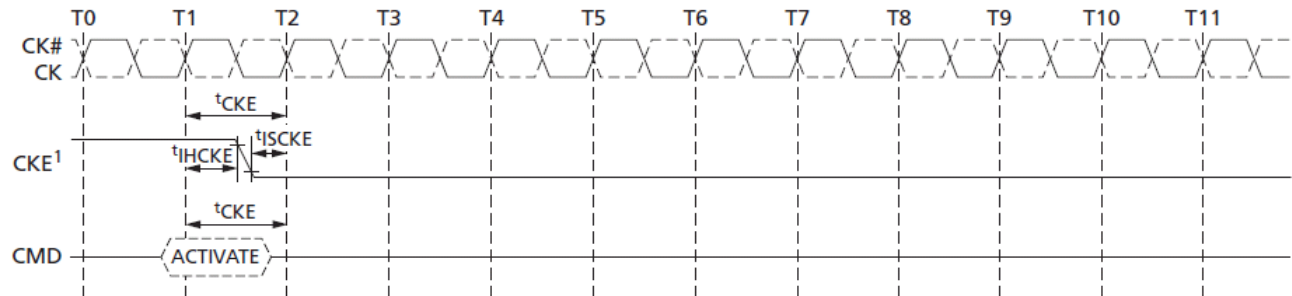 T0 T1 T2 T3 T4 T5 T6 T7 T8 T9 T10 T11
CK#
CK
tCKE
tISCKE
CKE1
tIHCKE
tCKE
CMD
ACTIVATE